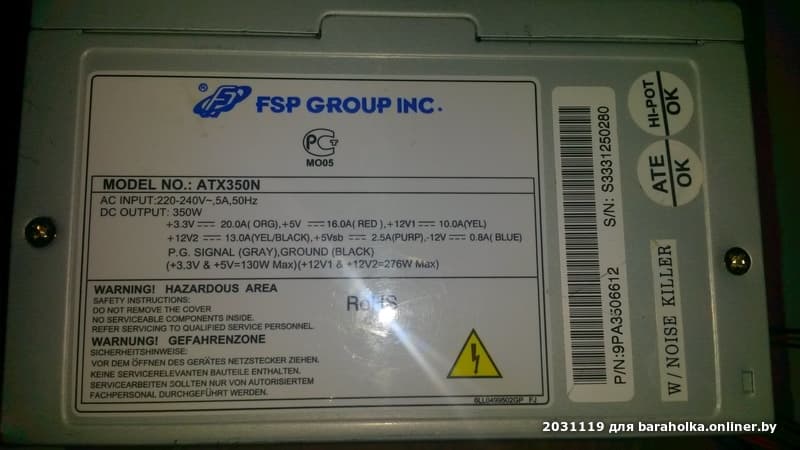 ® FSP GROUP INC.
PG
MO05
MODEL NO.: ATX350N
AC INPUT:220-240V~,5A,50Hz
DC OUTPUT: 350W
+3.3V ⎓ 20.0A( ORG),+5V ⎓ 16.0A( RED ),+12V1 ⎓ 10.0A(YEL)
+12V2 ⎓ 13.0A(YEL/BLACK),+5Vsb ⎓ 2.5A(PURP),-12V ⎓ 0.8A( BLUE)
P.G. SIGNAL (GRAY),GROUND (BLACK)
(+3.3V & +5V=130W Max)(+12V1 & +12V2=276W Max)
WARNING! HAZARDOUS AREA
SAFETY INSTRUCTIONS:
DO NOT REMOVE THE COVER
NO SERVICEABLE COMPONENTS INSIDE.
REFER SERVICING TO QUALIFIED SERVICE PERSONNEL.
WARNUNG! GEFAHRENZONE
SICHERHEITSHINWEISE:
VOR DEM ÖFFNEN DES GERÄTES NETZSTECKER ZIEHEN.
KEINE SERVICERELEVANTEN BAUTEILE ENTHALTEN.
SERVICEARBEITEN SOLLTEN NUR VON AUTORISIERTEM
FACHPERSONAL DURCHGEFÜHRT WERDEN.
RoHS
6LL0499502GP FJ
S/N: S3331250280
P/N:9PA3506612
HI-POT
OK
ATE
OK
W/NOISE KILLER
2031119 для baraholka.onliner.by